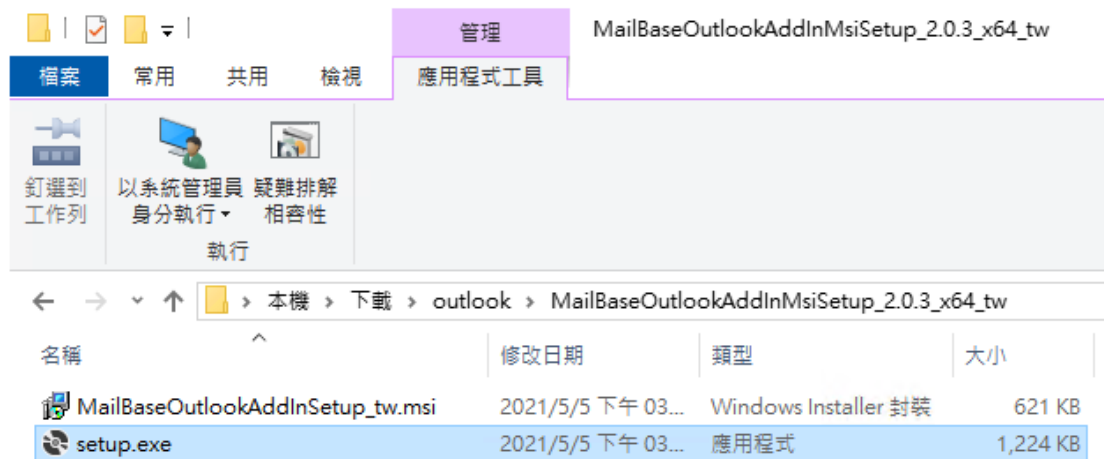 管理 MailBaseOutlookAddInMsiSetup_2.0.3_x64_tw
檔案 常用 共用 檢視 應用程式工具
釘選到 以系統管理員 疑難排解
工作列 身分執行 相容性
執行
本機 下載 outlook MailBaseOutlookAddInMsiSetup_2.0.3_x64_tw
名稱 修改日期 類型 大小
MailBaseOutlookAddInSetup_tw.msi 2021/5/5 下午 03... Windows Installer 封裝 621 KB
setup.exe 2021/5/5 下午 03... 應用程式 1,224 KB